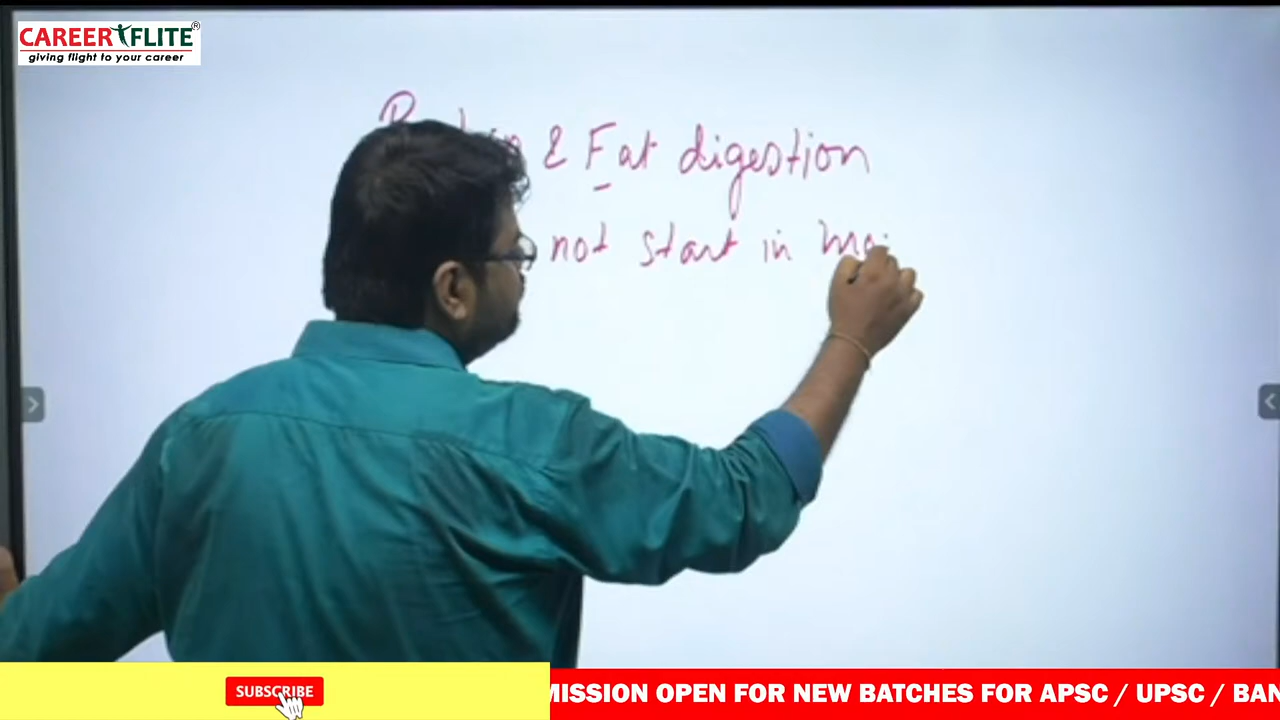 CAREER FLITE®
giving flight to your career
& Fat digestion
not start in
SUBSCRIBE
MISSION OPEN FOR NEW BATCHES FOR APSC / UPSC / BAN